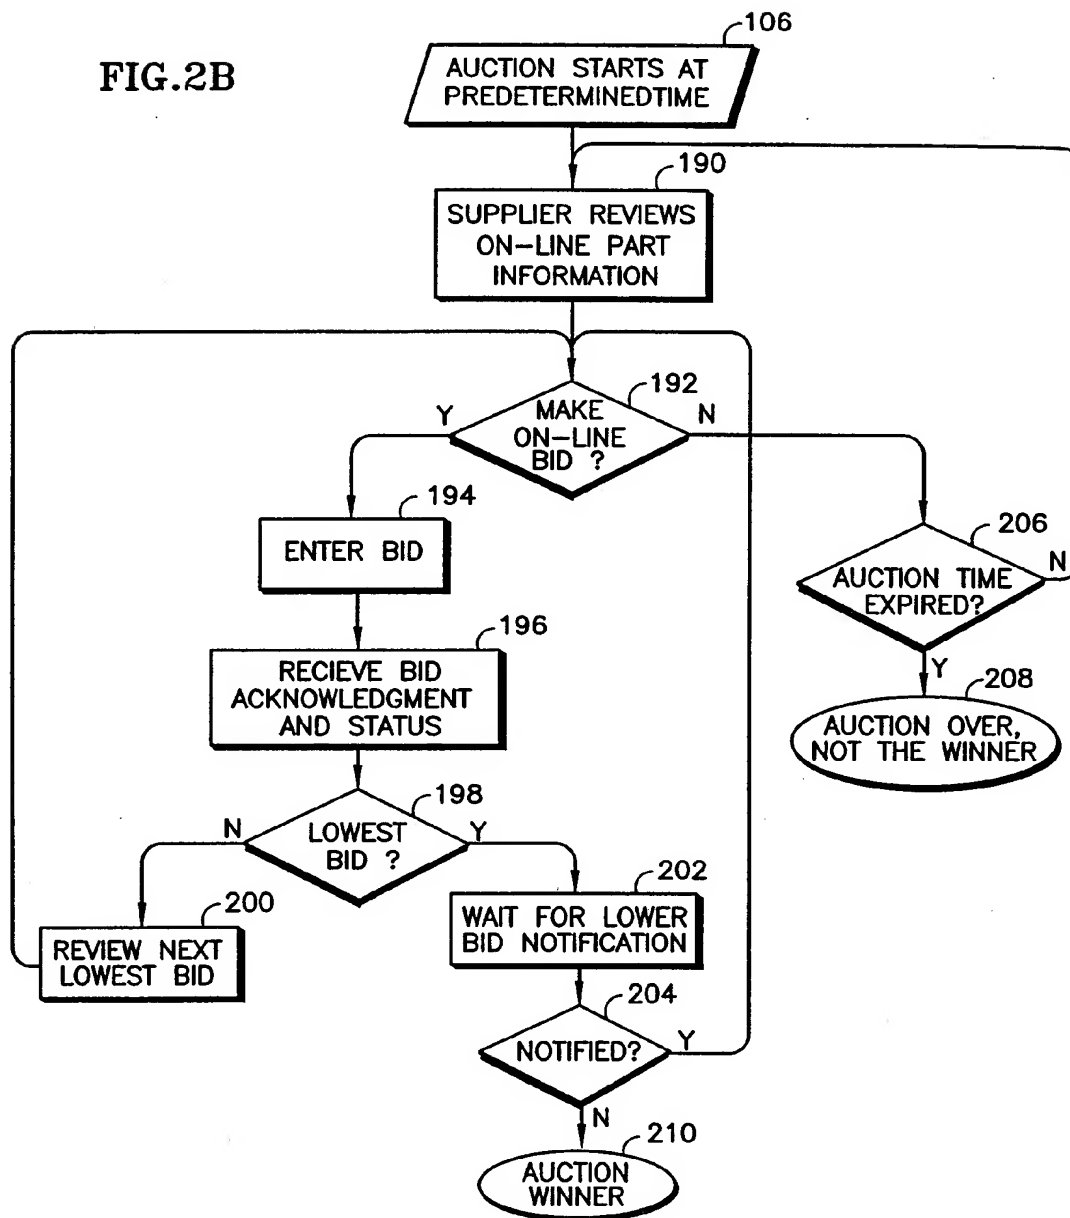 FIG.2B
106
AUCTION STARTS AT
PREDETERMINEDTIME
190
SUPPLIER REVIEWS
ON-LINE PART
INFORMATION
192
Y
MAKE
ON-LINE
BID ?
N
194
ENTER BID
206
AUCTION TIME
EXPIRED?
N
Y
196
RECIEVE BID
ACKNOWLEDGMENT
AND STATUS
208
AUCTION OVER,
NOT THE WINNER
198
N
LOWEST
BID ?
Y
200
REVIEW NEXT
LOWEST BID
202
WAIT FOR LOWER
BID NOTIFICATION
204
NOTIFIED?
Y
N
210
AUCTION
WINNER